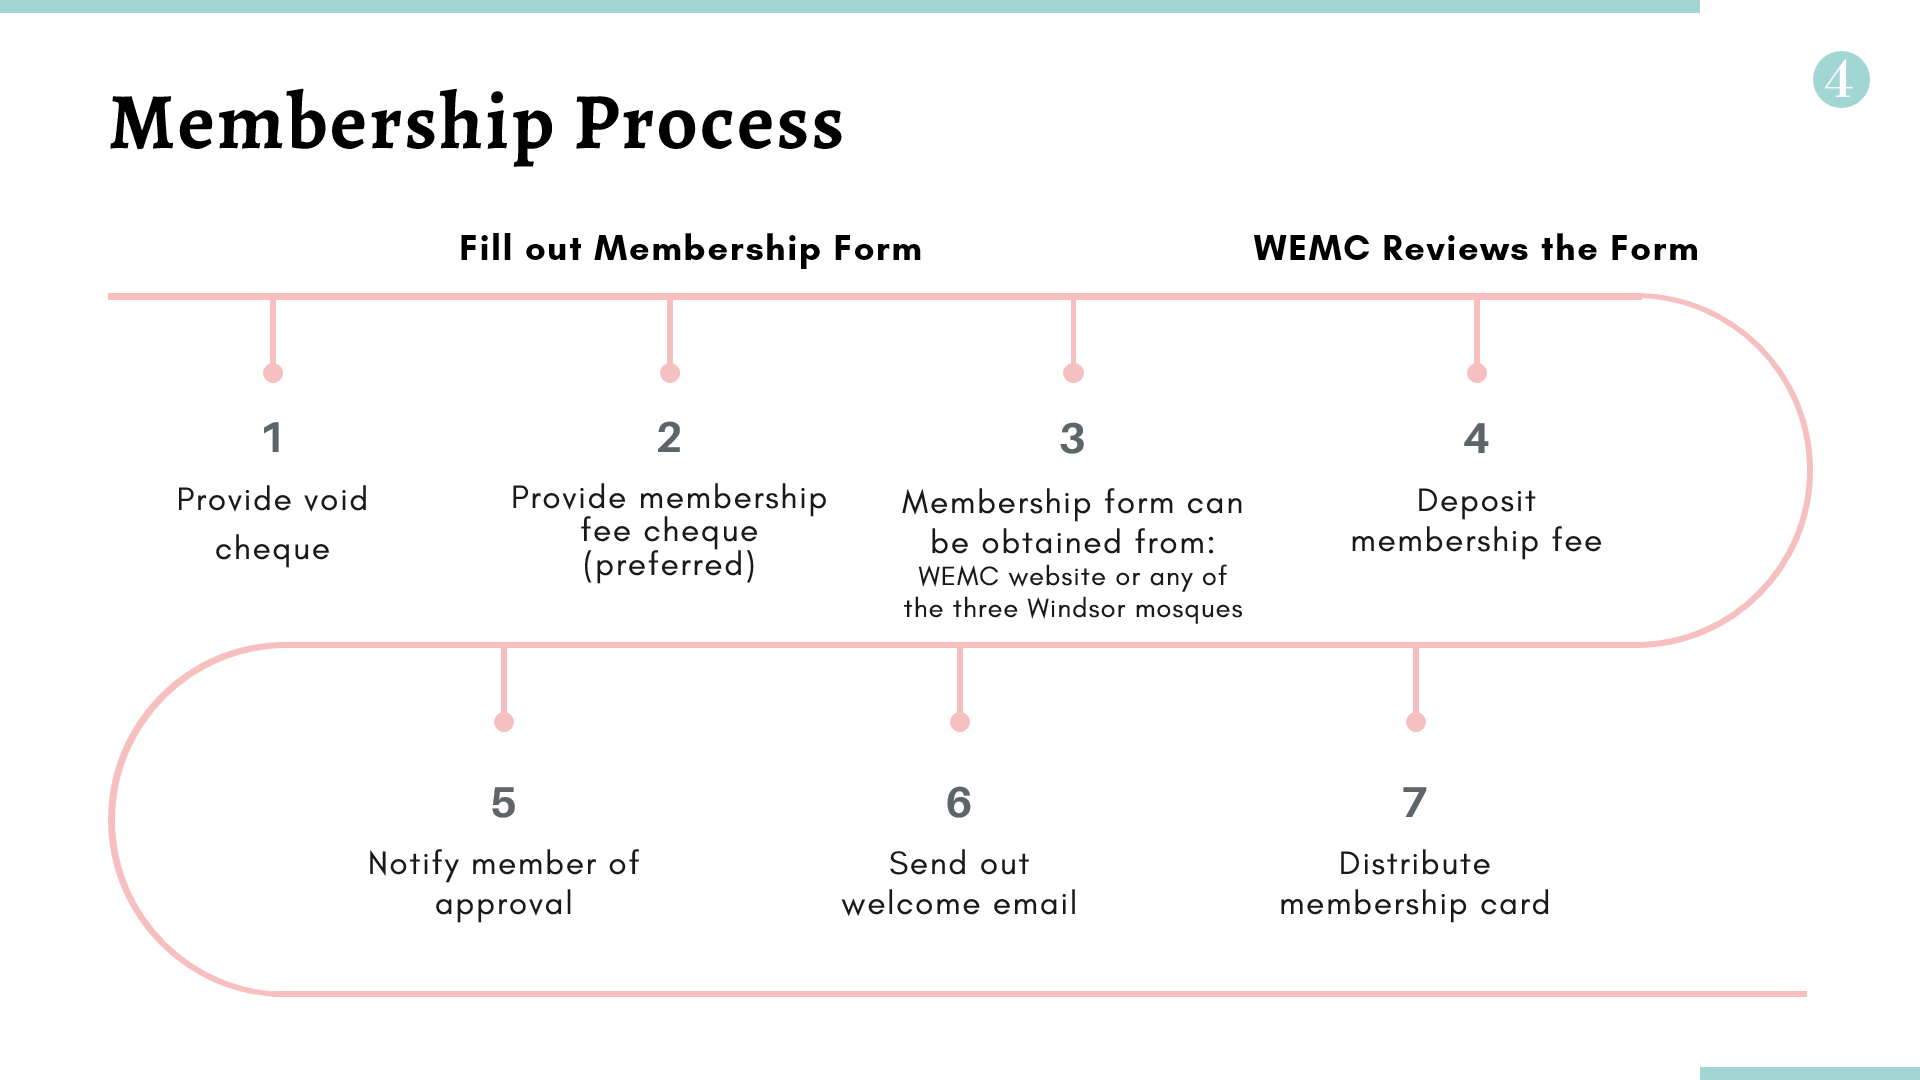 4
Membership Process
Fill out Membership Form
WEMC Reviews the Form
1
Provide void
cheque
2
Provide membership
fee cheque
(preferred)
3
Membership form can
be obtained from:
WEMC website or any of
the three Windsor mosques
4
Deposit
membership fee
5
Notify member of
approval
6
Send out
welcome email
7
Distribute
membership card